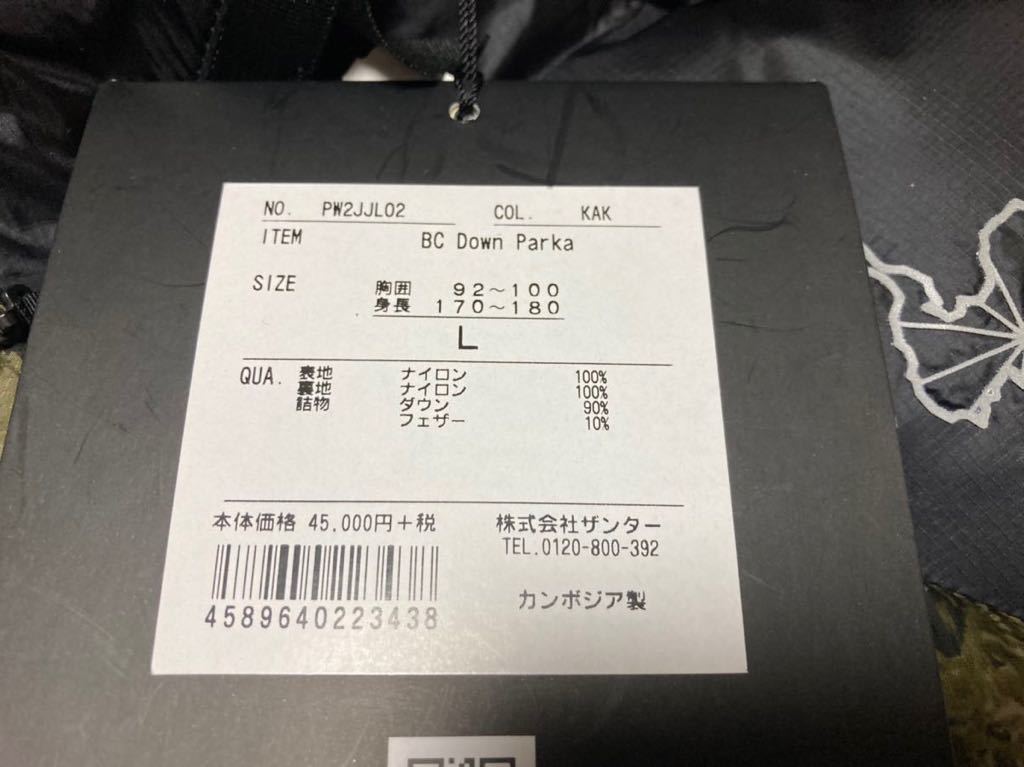 NO. PW2JJL02 COL. KAK
ITEM BC Down Parka
SIZE 胸囲 92~100
身長 170~180
L
QUA. 表地 ナイロン 100%
裏地 ナイロン 100%
詰物 ダウン 90%
フェザー 10%
本体価格 45,000円+税 株式会社ザンター
TEL.0120-800-392
カンボジア製
4589640223438